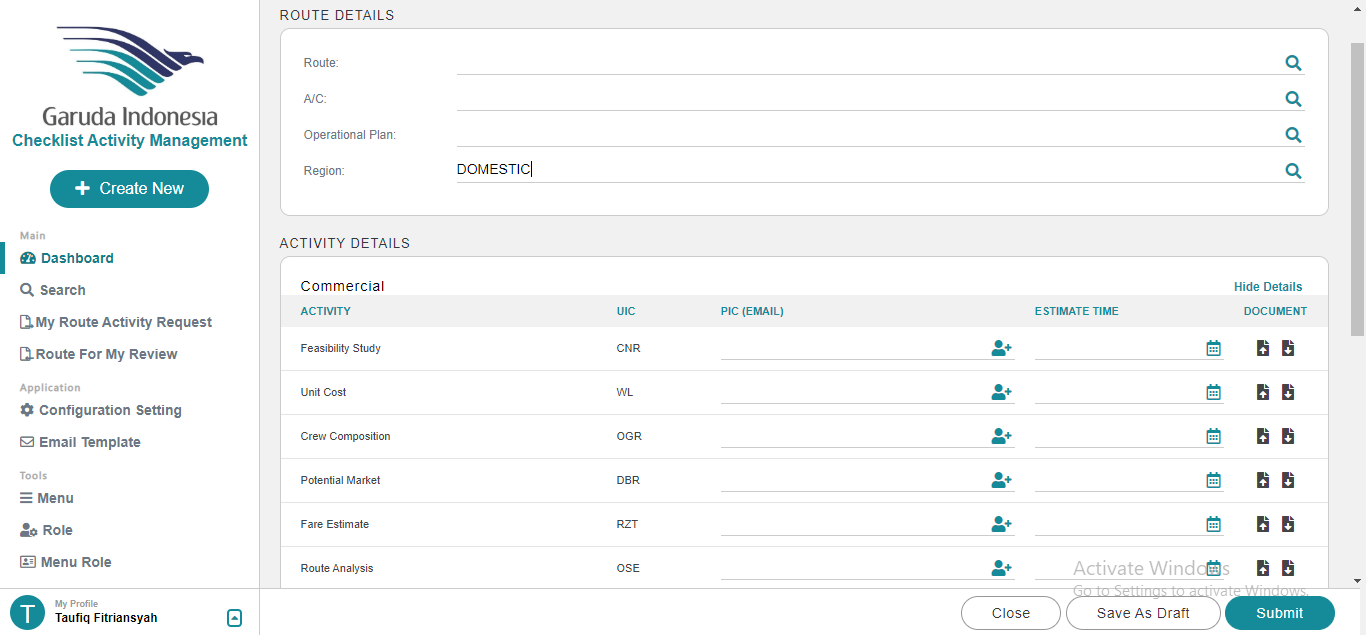 Garuda Indonesia
Checklist Activity Management
Create New
Main
Dashboard
Search
My Route Activity Request
Route For My Review
Application
Configuration Setting
Email Template
Tools
Menu
Role
Menu Role
T
My Profile
Taufiq Fitriansyah
ROUTE DETAILS
Route:
A/C:
Operational Plan:
Region: DOMESTIC
ACTIVITY DETAILS
Commercial Hide Details
ACTIVITY UIC PIC (EMAIL) ESTIMATE TIME DOCUMENT
Feasibility Study CNR
Unit Cost WL
Crew Composition OGR
Potential Market DBR
Fare Estimate RZT
Route Analysis OSE
Activate Windows
Go to Settings to activate Windows.
Close Save As Draft Submit